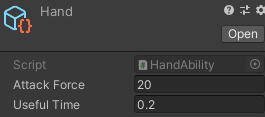 Hand
Open
Script HandAbility
Attack Force 20
Useful Time 0.2